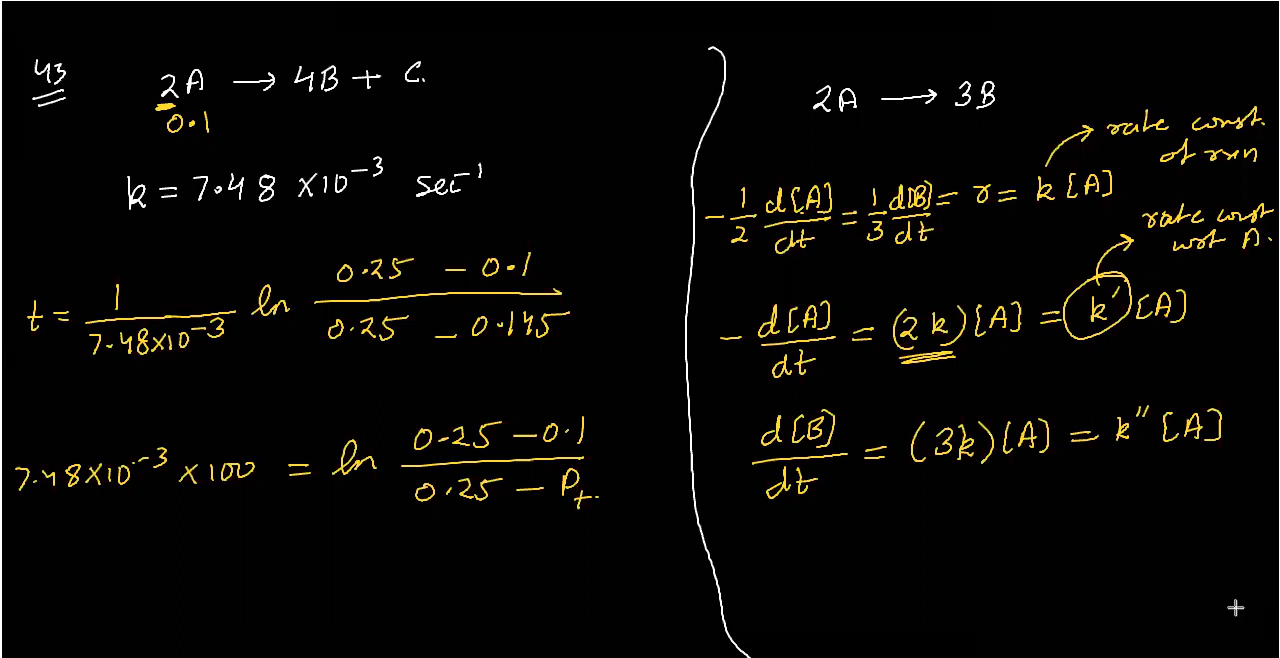 43
2A → 4B + C.
0.1
k = 7.48 × 10⁻³ sec⁻¹
t = 1/(7.48×10⁻³) ln (0.25 − 0.1)/(0.25 − 0.145)
7.48×10⁻³ × 100 = ln (0.25 − 0.1)/(0.25 − Pₜ.)
2A → 3B
rate const.
of rxn
−1/2 d[A]/dt = 1/3 d[B]/dt = r = k[A]
rate const
wrt A.
−d[A]/dt = (2k)[A] = k′[A]
d[B]/dt = (3k)[A] = k″[A]